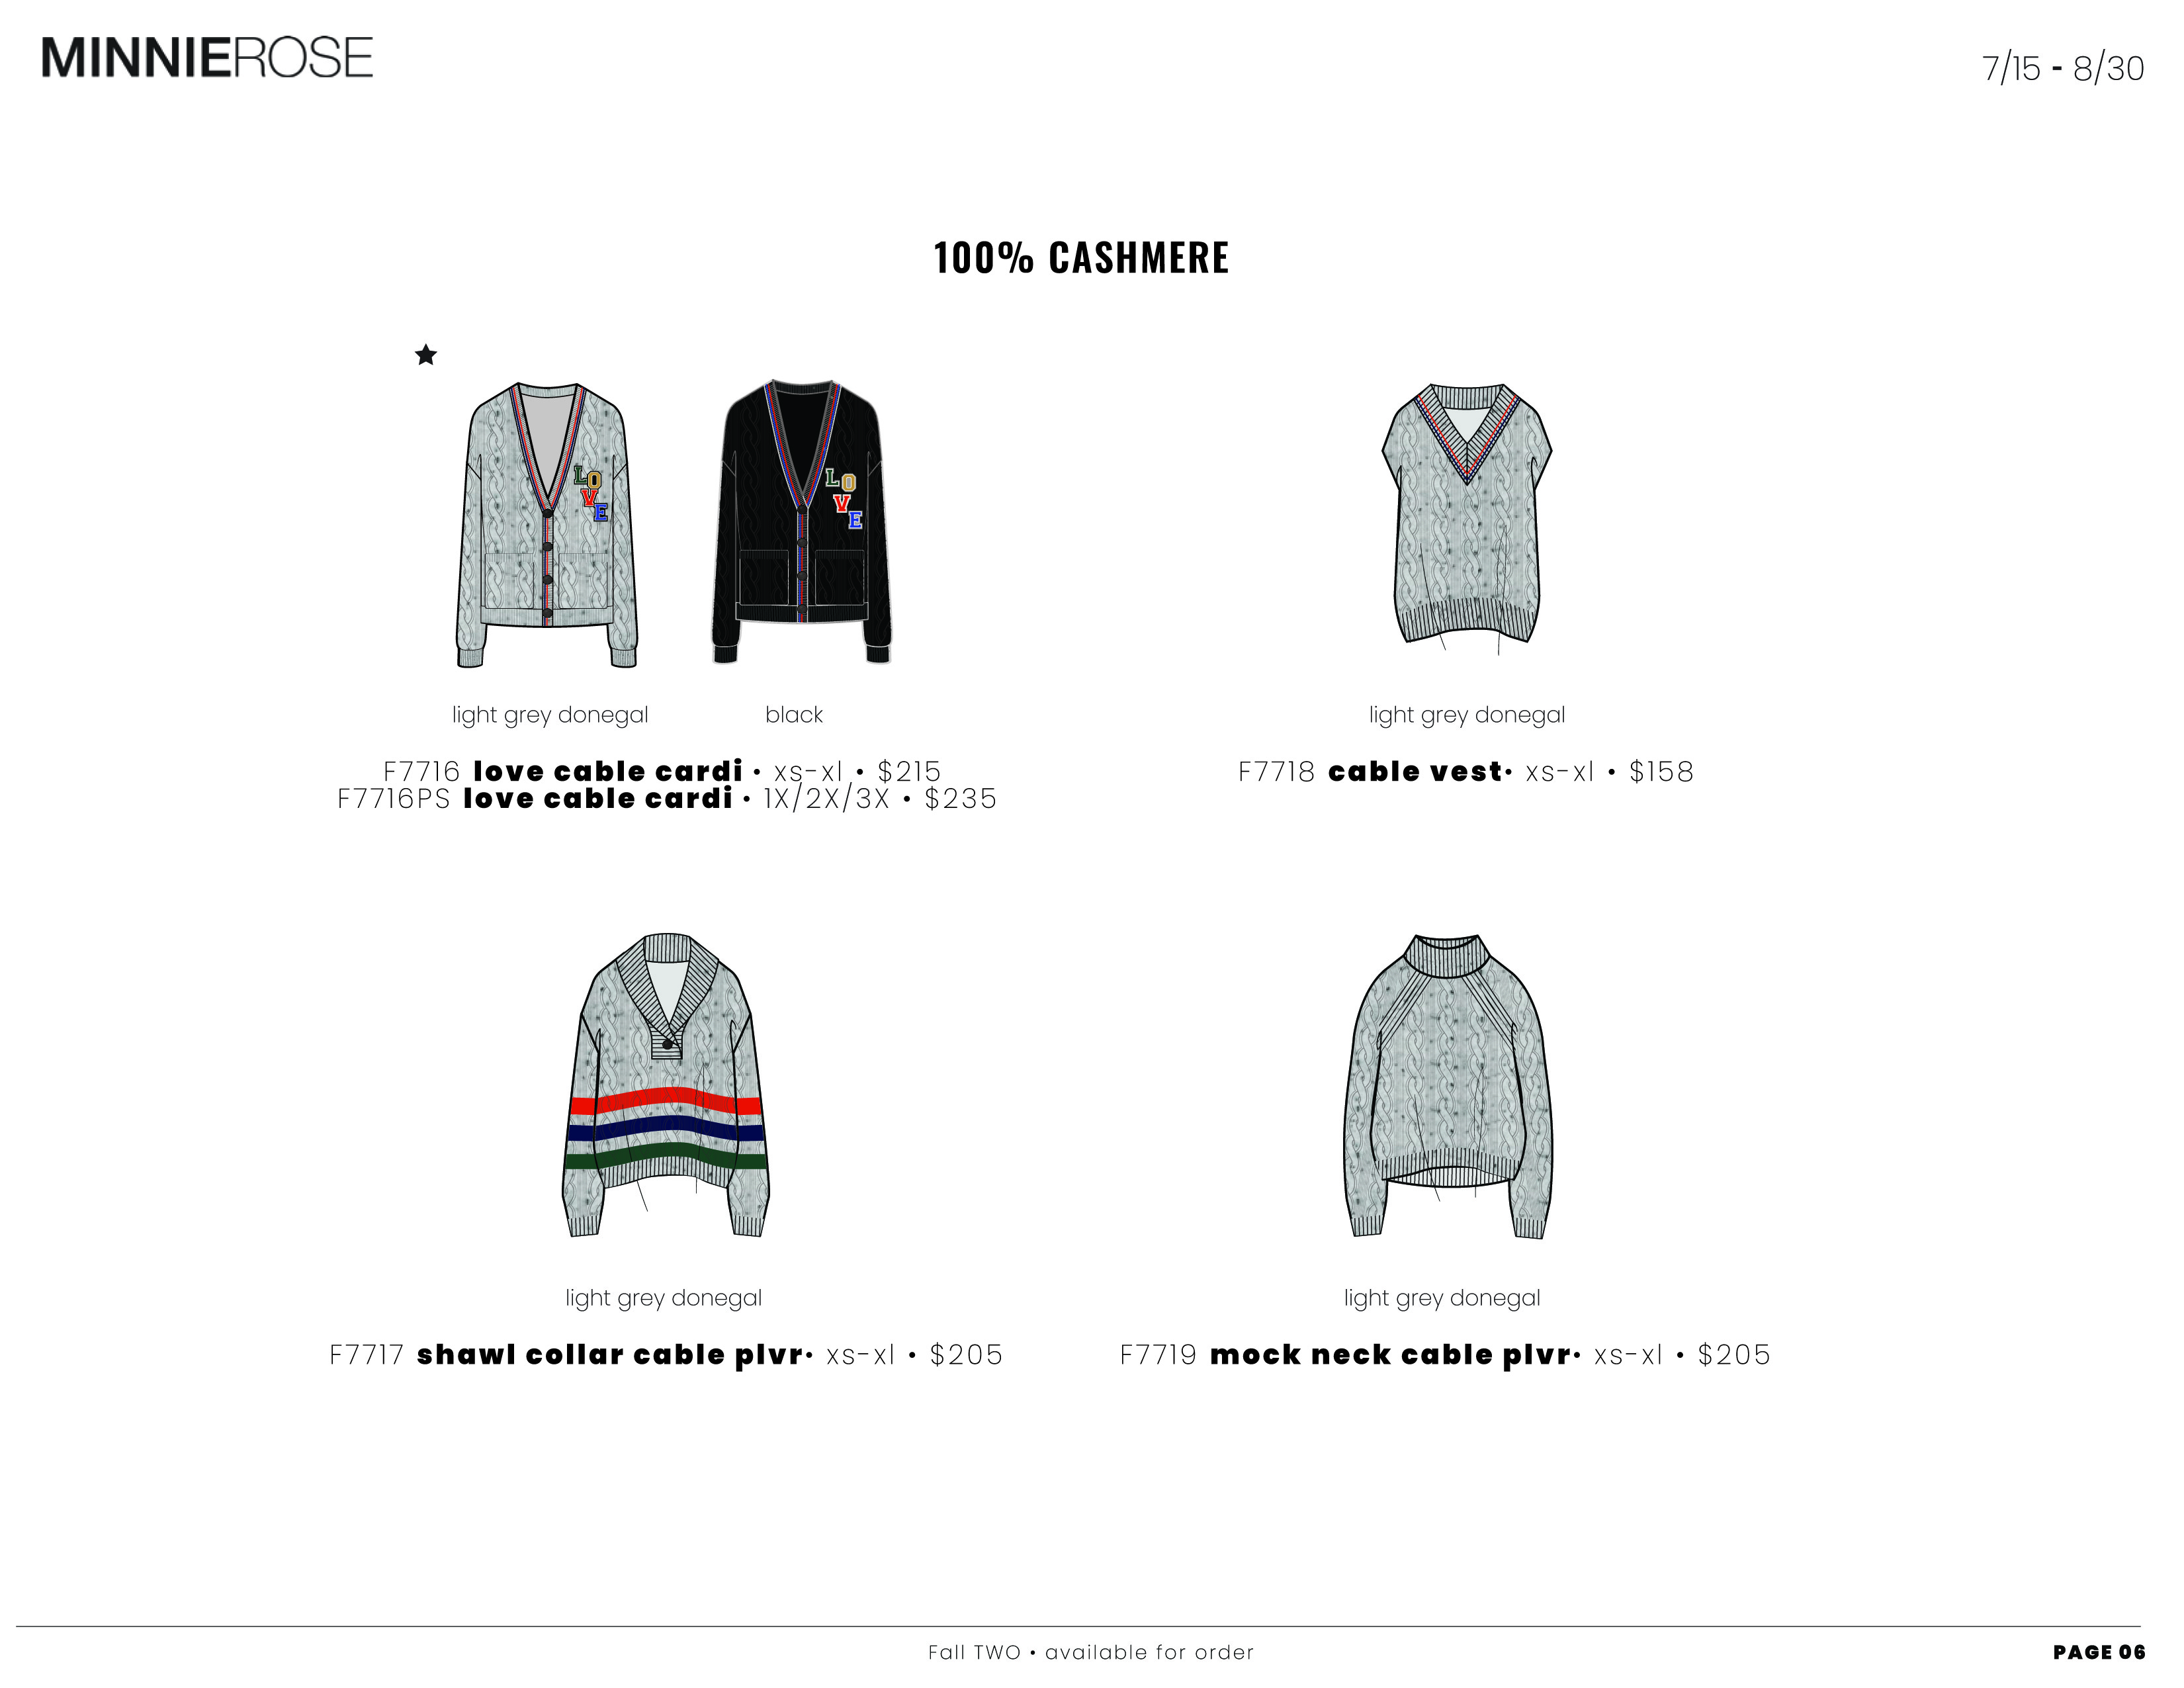 MINNIEROSE
7/15 - 8/30
100% CASHMERE
L O
V
E
L O
V
E
light grey donegal
black
light grey donegal
F7716 love cable cardi • xs-xl • $215
F7716PS love cable cardi • 1X/2X/3X • $235
F7718 cable vest• xs-xl • $158
light grey donegal
light grey donegal
F7717 shawl collar cable plvr• xs-xl • $205
F7719 mock neck cable plvr• xs-xl • $205
Fall TWO • available for order
PAGE 06